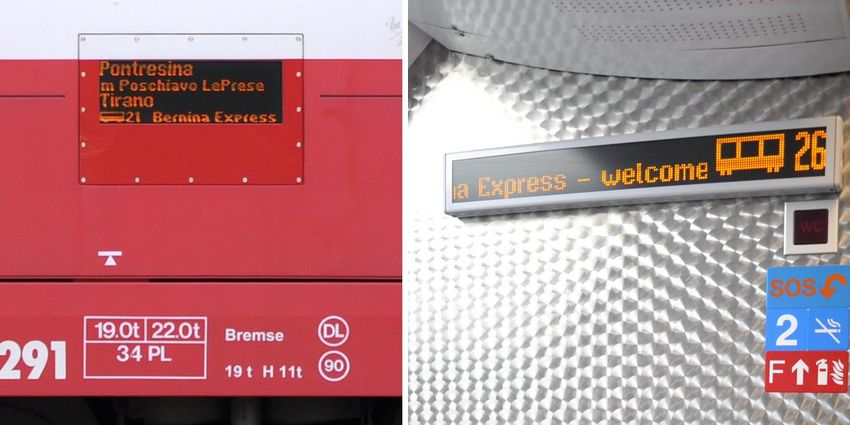 Pontresina
m Poschiavo LePrese
Tirano
21 Bernina Express
291
19.0t 22.0t
34 PL
Bremse
19 t H 11t
DL
90
a Express - welcome 26
WC
SOS
2
F